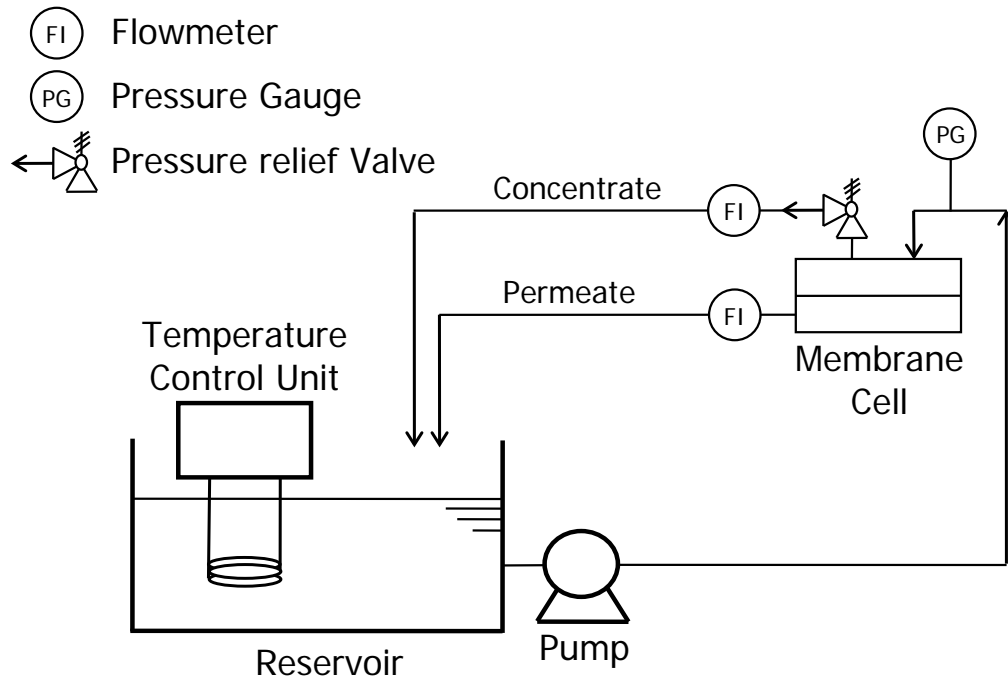 FI Flowmeter
PG Pressure Gauge
Pressure relief Valve
PG
Concentrate
FI
Permeate
FI
Temperature
Control Unit
Membrane
Cell
Pump
Reservoir